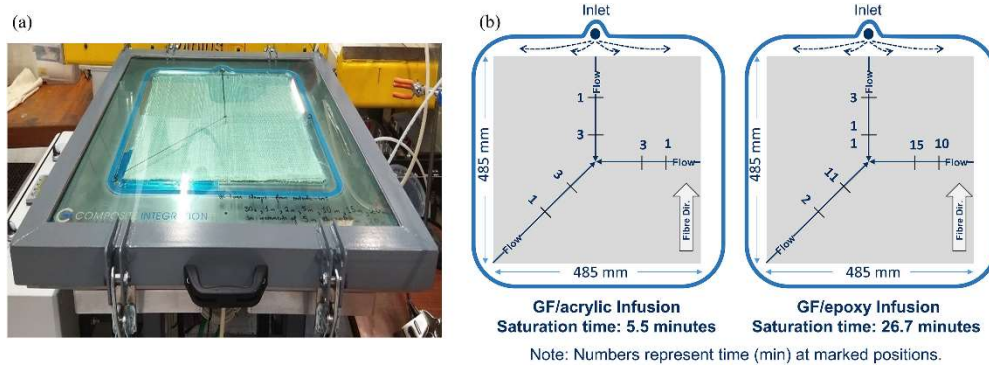 (a)
COMPOSITE INTEGRATION
(b)
Inlet
Flow
1
3
3
1
Flow
3
1
Flow
485 mm
485 mm
Fibre Dir.
GF/acrylic Infusion
Saturation time: 5.5 minutes
Inlet
Flow
3
1
1
15
10
Flow
11
2
Flow
485 mm
485 mm
Fibre Dir.
GF/epoxy Infusion
Saturation time: 26.7 minutes
Note: Numbers represent time (min) at marked positions.